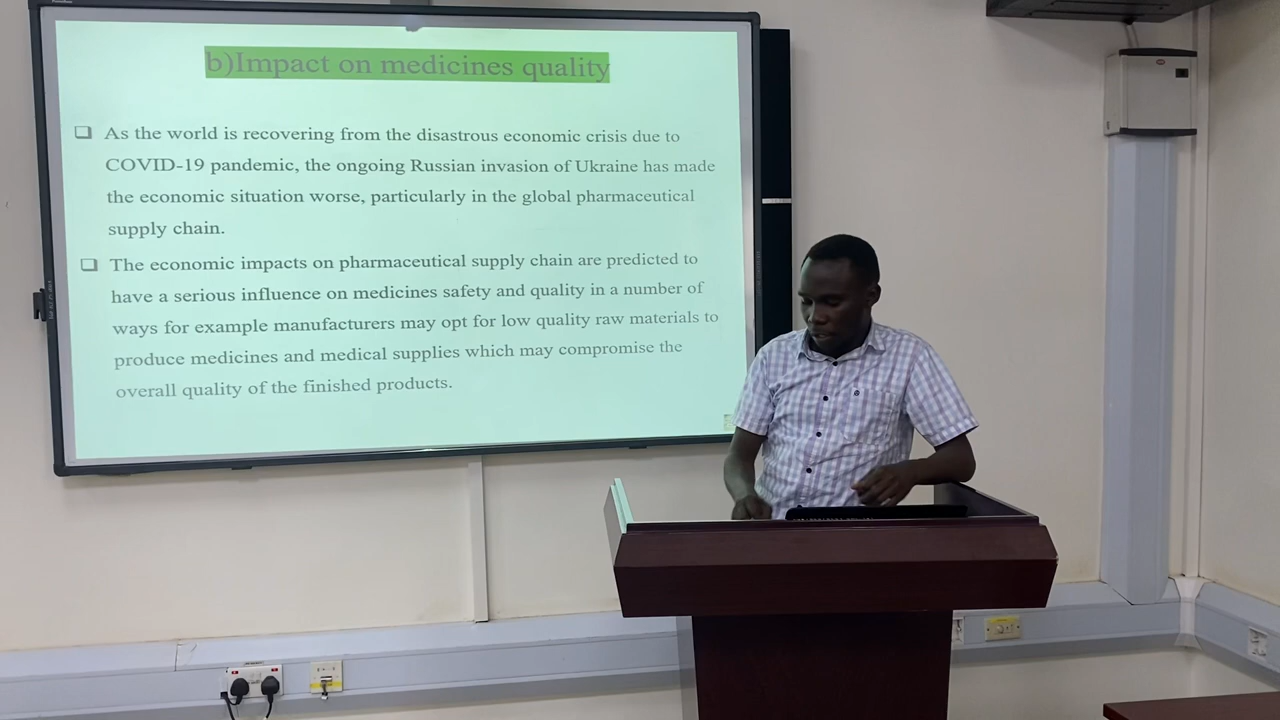 b)Impact on medicines quality
❑ As the world is recovering from the disastrous economic crisis due to
COVID-19 pandemic, the ongoing Russian invasion of Ukraine has made
the economic situation worse, particularly in the global pharmaceutical
supply chain.
❑ The economic impacts on pharmaceutical supply chain are predicted to
have a serious influence on medicines safety and quality in a number of
ways for example manufacturers may opt for low quality raw materials to
produce medicines and medical supplies which may compromise the
overall quality of the finished products.